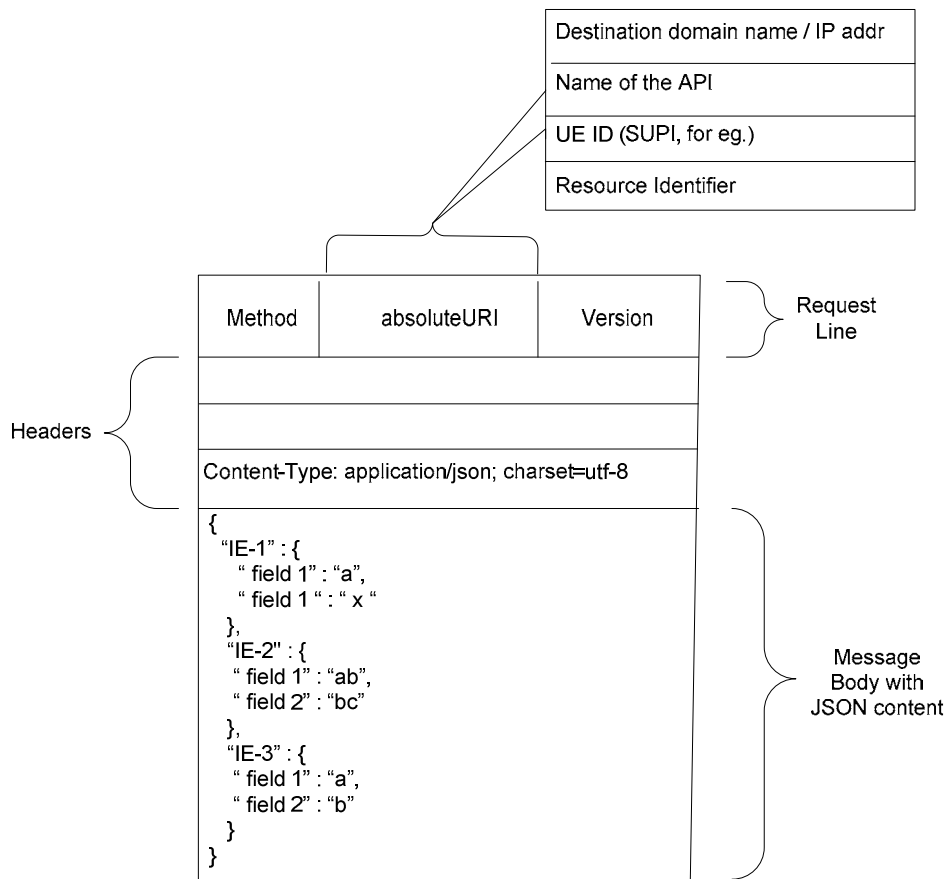 Destination domain name / IP addr
Name of the API
UE ID (SUPI, for eg.)
Resource Identifier
Method
absoluteURI
Version
Request
Line
Headers
Content-Type: application/json; charset=utf-8
{
“IE-1” : {
“ field 1” : “a”,
“ field 1 “ : “ x “
},
“IE-2" : {
“ field 1” : “ab”,
“ field 2” : “bc”
},
“IE-3” : {
“ field 1” : “a”,
“ field 2” : “b”
}
}
Message
Body with
JSON content